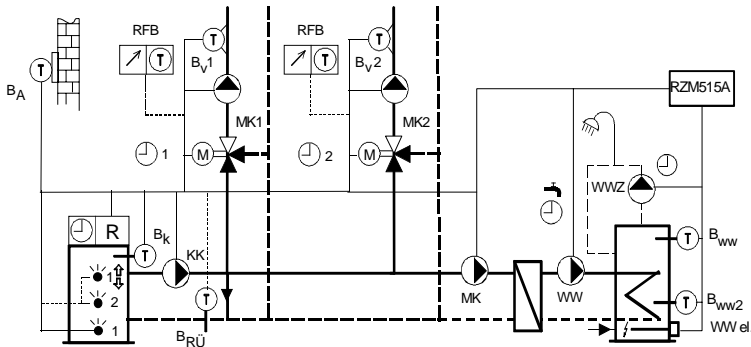 RFB
RFB
T
T
T
T
T
B_V1
B_V2
B_A
RZM515A
MK1
MK2
1
M
2
M
WWZ
R
B_k
T
KK
B_WW
T
1
2
1
T
B_RÜ
MK
WW
T
B_WW2
WW el